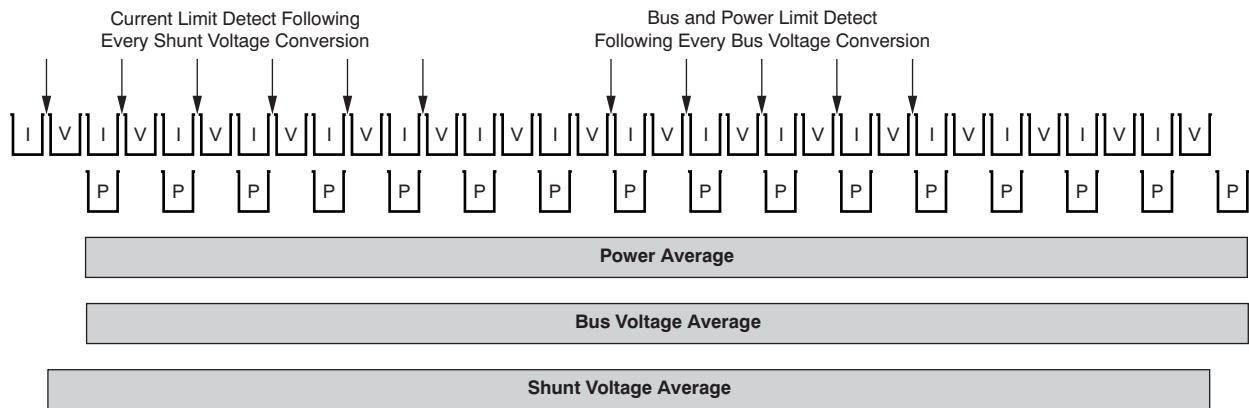 Current Limit Detect Following
Every Shunt Voltage Conversion
Bus and Power Limit Detect
Following Every Bus Voltage Conversion
I V I V I V I V I V I V I V I V I V I V I V I V I V I V I V I V
P P P P P P P P P P P P P P P P
Power Average
Bus Voltage Average
Shunt Voltage Average